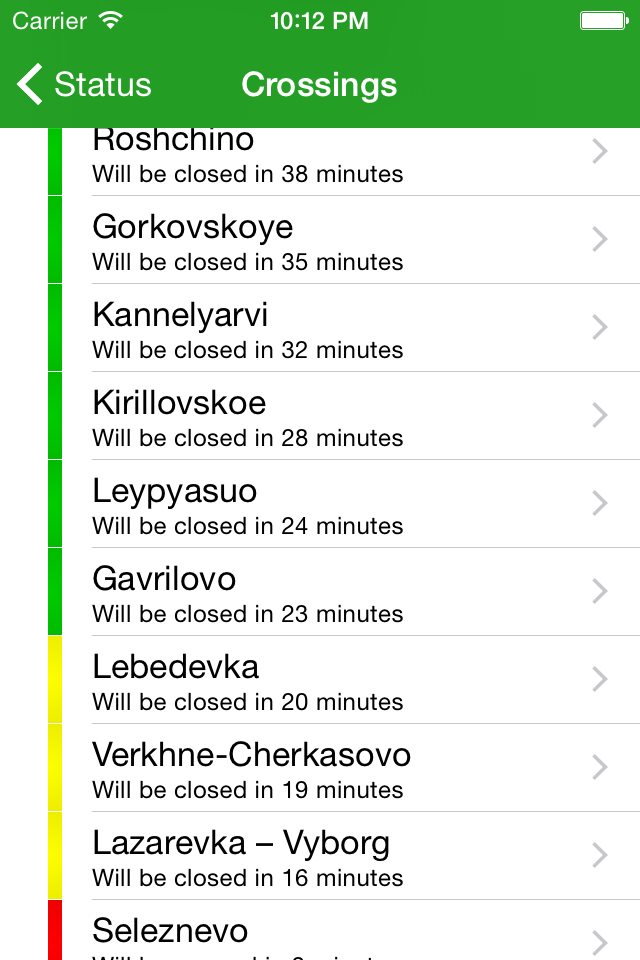 Carrier 10:12 PM
Status Crossings
Roshchino
Will be closed in 38 minutes
Gorkovskoye
Will be closed in 35 minutes
Kannelyarvi
Will be closed in 32 minutes
Kirillovskoe
Will be closed in 28 minutes
Leypyasuo
Will be closed in 24 minutes
Gavrilovo
Will be closed in 23 minutes
Lebedevka
Will be closed in 20 minutes
Verkhne-Cherkasovo
Will be closed in 19 minutes
Lazarevka – Vyborg
Will be closed in 16 minutes
Seleznevo